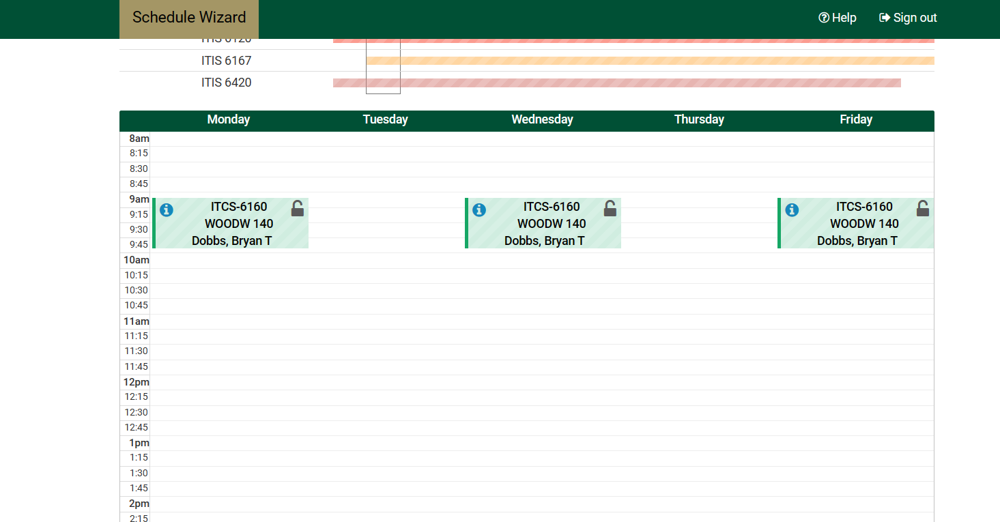 Schedule Wizard
Help
Sign out
ITIS 6120
ITIS 6167
ITIS 6420
Monday Tuesday Wednesday Thursday Friday
8am
8:15
8:30
8:45
9am
9:15
9:30
9:45
ITCS-6160
WOODW 140
Dobbs, Bryan T
ITCS-6160
WOODW 140
Dobbs, Bryan T
ITCS-6160
WOODW 140
Dobbs, Bryan T
10am
10:15
10:30
10:45
11am
11:15
11:30
11:45
12pm
12:15
12:30
12:45
1pm
1:15
1:30
1:45
2pm
2:15